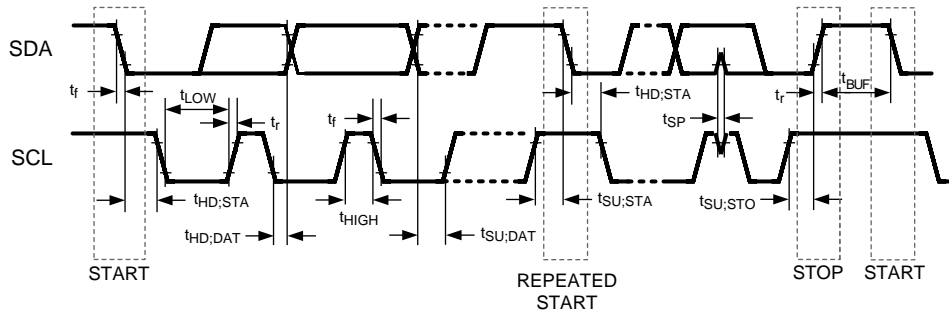 SDA
t_f
t_LOW
t_r
t_f
t_HD;STA
t_SP
t_r
t_BUF
SCL
t_HD;STA
t_HD;DAT
t_HIGH
t_SU;DAT
t_SU;STA
t_SU;STO
START
REPEATED
START
STOP
START